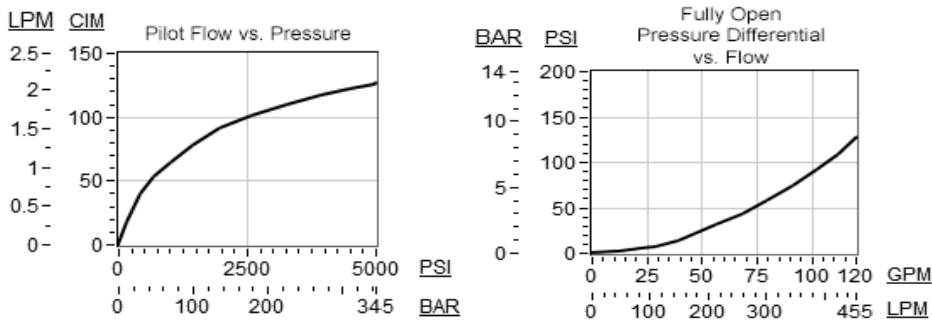 LPM CIM
Pilot Flow vs. Pressure
2.5 150
2
1.5 100
1
50
0.5
0 0
0 2500 5000 PSI
0 100 200 345 BAR
Fully Open
Pressure Differential
vs. Flow
BAR PSI
14 200
150
10
100
5
50
0 0
0 25 50 75 100 120 GPM
0 100 200 300 455 LPM